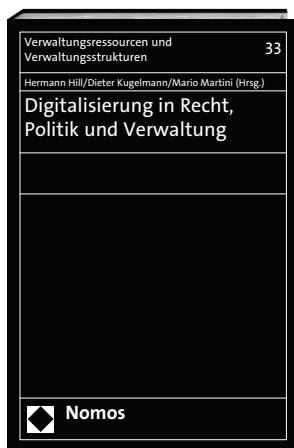 Verwaltungsressourcen und
Verwaltungsstrukturen
33
Hermann Hill/Dieter Kugelmann/Mario Martini (Hrsg.)
Digitalisierung in Recht,
Politik und Verwaltung
Nomos